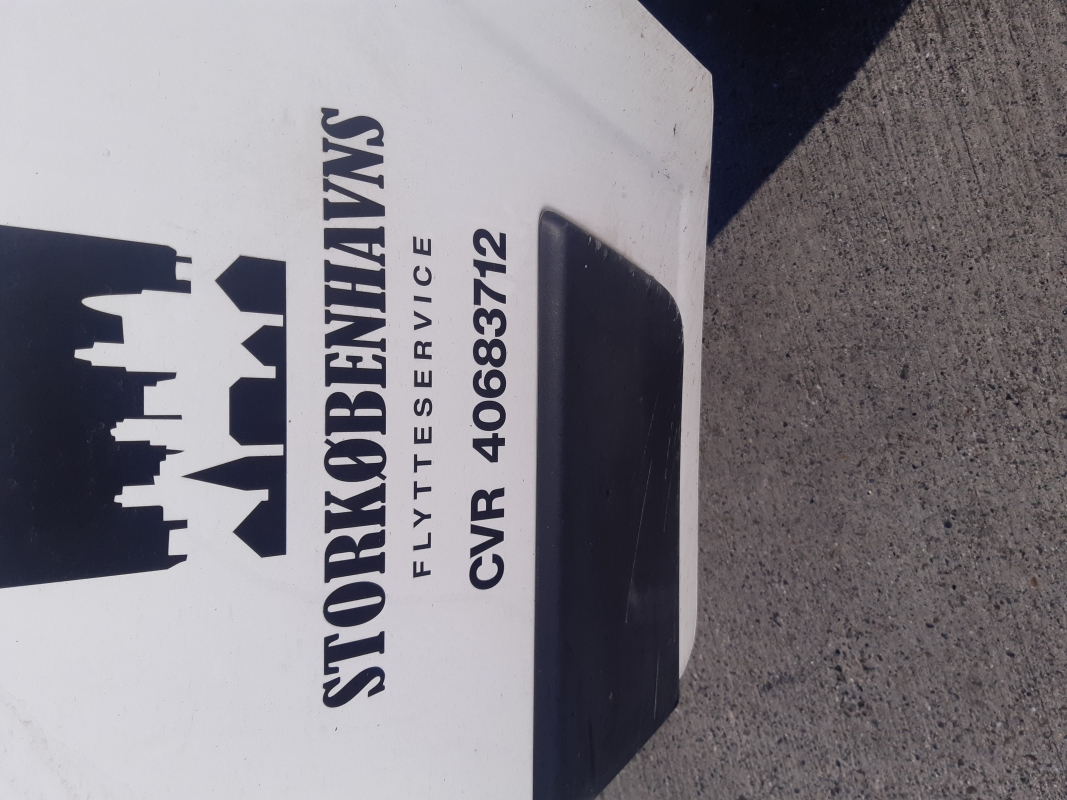 STORKØBENHAVNS
FLYTTESERVICE
CVR 40683712